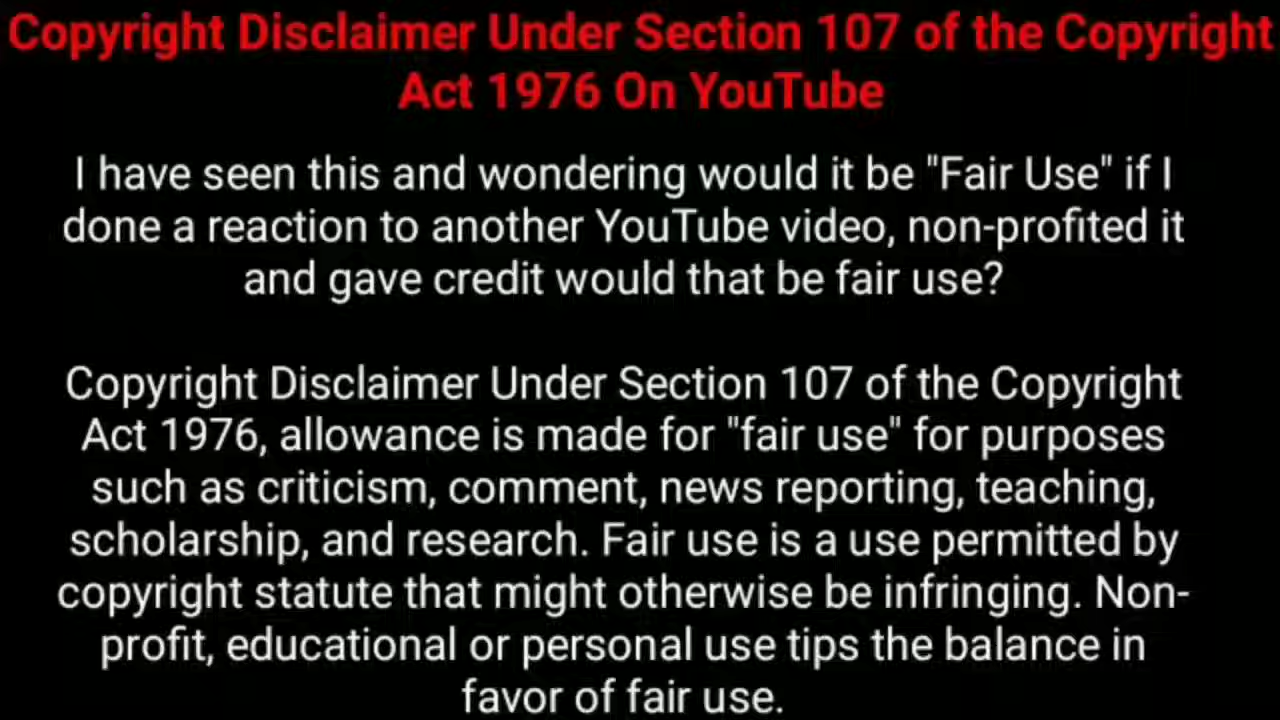 Copyright Disclaimer Under Section 107 of the Copyright
Act 1976 On YouTube
I have seen this and wondering would it be "Fair Use" if I
done a reaction to another YouTube video, non-profited it
and gave credit would that be fair use?
Copyright Disclaimer Under Section 107 of the Copyright
Act 1976, allowance is made for "fair use" for purposes
such as criticism, comment, news reporting, teaching,
scholarship, and research. Fair use is a use permitted by
copyright statute that might otherwise be infringing. Non-
profit, educational or personal use tips the balance in
favor of fair use.